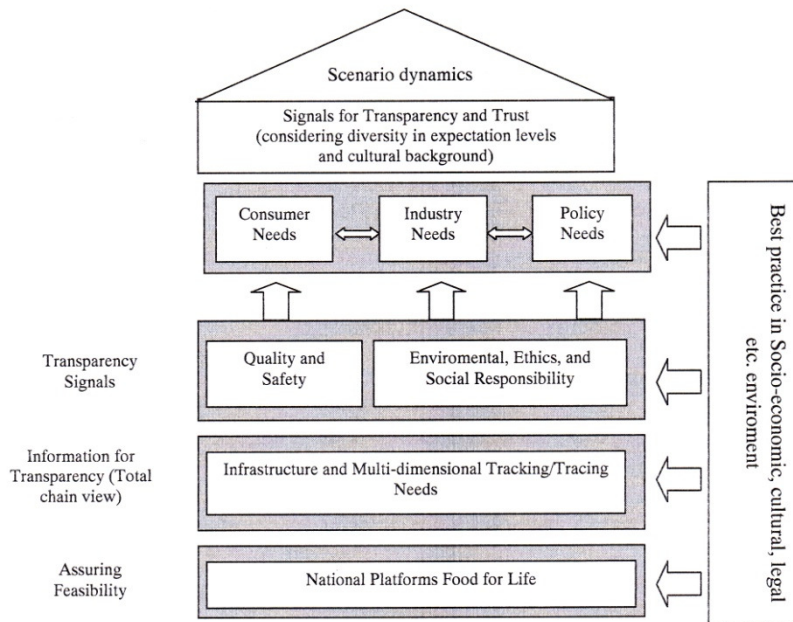 Scenario dynamics
Signals for Transparency and Trust
(considering diversity in expectation levels
and cultural background)
Consumer
Needs
Industry
Needs
Policy
Needs
Transparency
Signals
Quality and
Safety
Enviromental, Ethics, and
Social Responsibility
Information for
Transparency (Total
chain view)
Infrastructure and Multi-dimensional Tracking/Tracing
Needs
Assuring
Feasibility
National Platforms Food for Life
Best practice in Socio-economic, cultural, legal
etc. enviroment